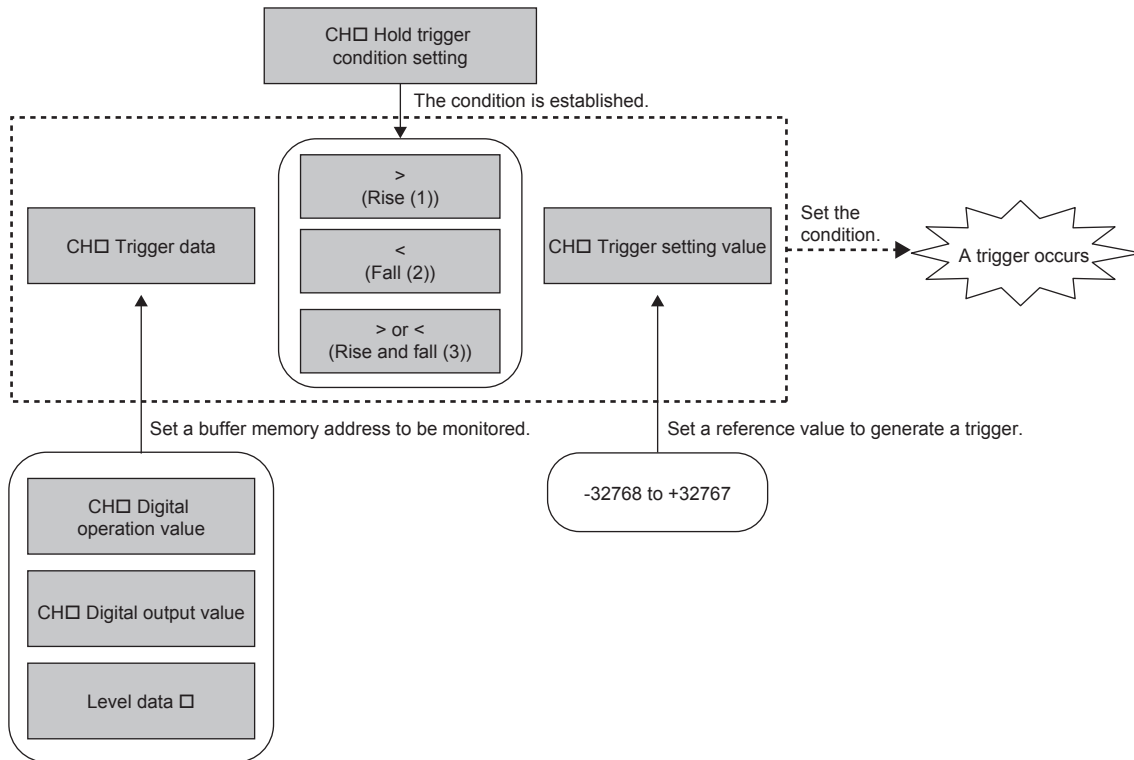 CH□ Hold trigger
condition setting
The condition is established.
>
(Rise (1))
CH□ Trigger data
<
(Fall (2))
CH□ Trigger setting value
Set the
condition.
A trigger occurs
> or <
(Rise and fall (3))
Set a buffer memory address to be monitored.
Set a reference value to generate a trigger.
CH□ Digital
operation value
-32768 to +32767
CH□ Digital output value
Level data □